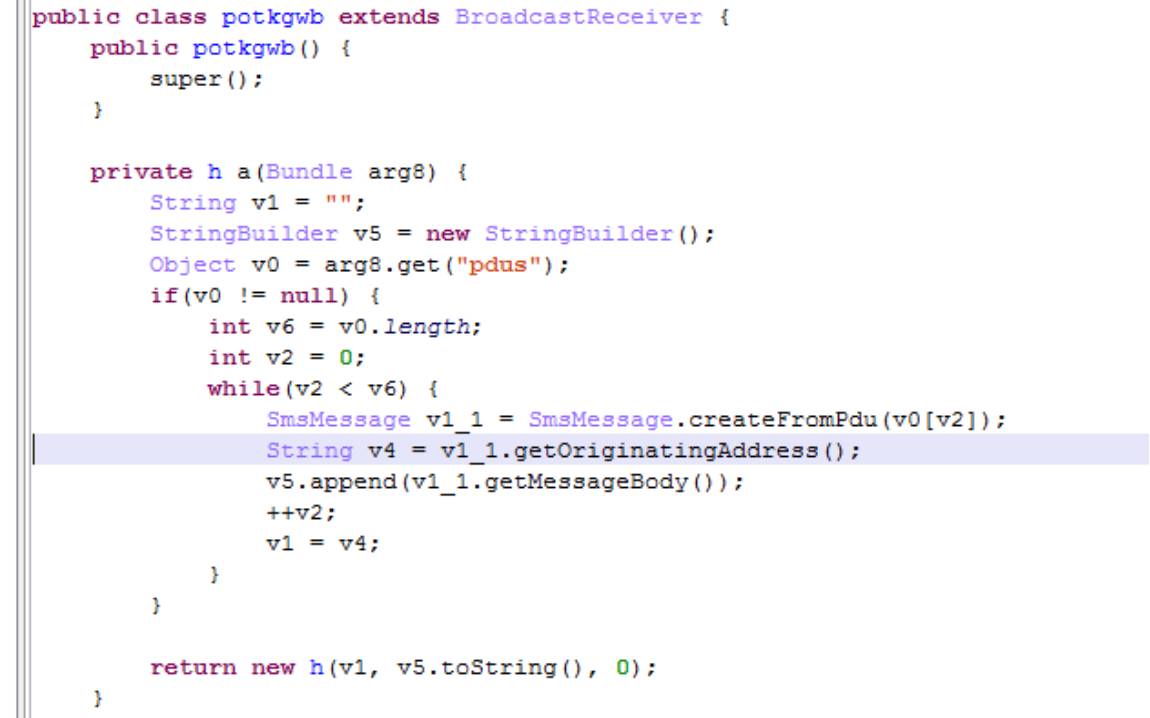 public class potkgwb extends BroadcastReceiver {
    public potkgwb() {
        super();
    }

    private h a(Bundle arg8) {
        String v1 = "";
        StringBuilder v5 = new StringBuilder();
        Object v0 = arg8.get("pdus");
        if(v0 != null) {
            int v6 = v0.length;
            int v2 = 0;
            while(v2 < v6) {
                SmsMessage v1_1 = SmsMessage.createFromPdu(v0[v2]);
                String v4 = v1_1.getOriginatingAddress();
                v5.append(v1_1.getMessageBody());
                ++v2;
                v1 = v4;
            }
        }

        return new h(v1, v5.toString(), 0);
    }